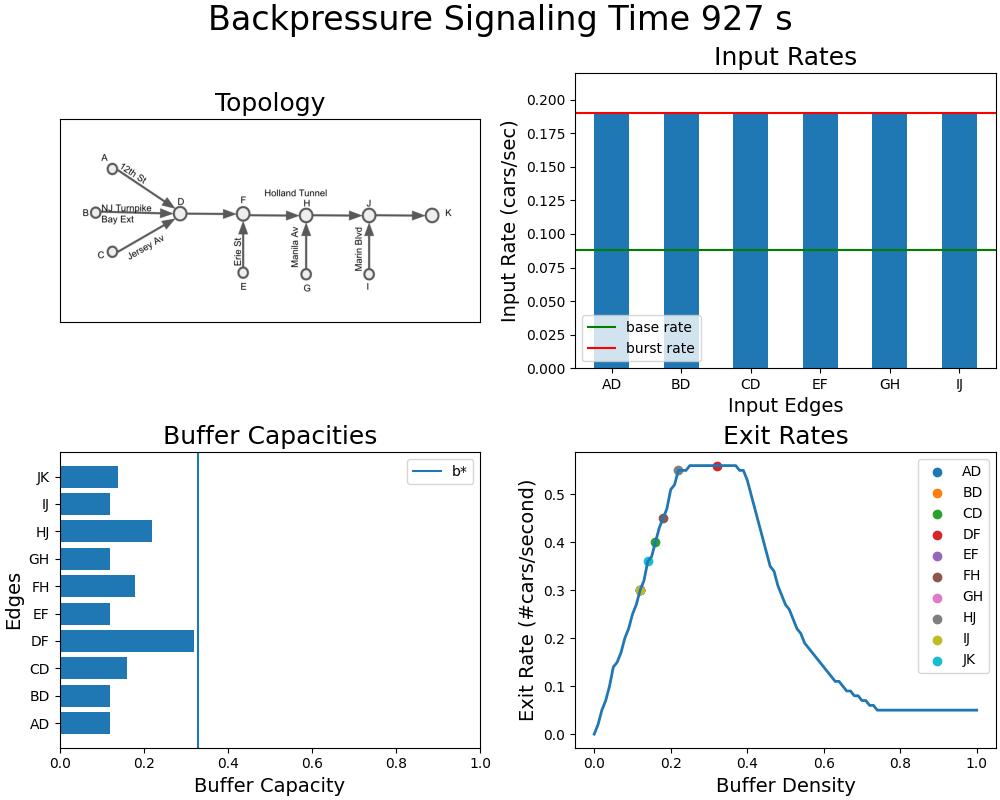 Backpressure Signaling Time 927 s
Topology
A
12th St
B
NJ Turnpike
Bay Ext
C
Jersey Av
D
F
Holland Tunnel
H
J
K
Erie St
Manila Av
Marin Blvd
E
G
I
Input Rates
Input Rate (cars/sec)
0.200
0.175
0.150
0.125
0.100
0.075
0.050
0.025
0.000
base rate
burst rate
AD BD CD EF GH IJ
Input Edges
Buffer Capacities
Edges
JK
IJ
HJ
GH
FH
EF
DF
CD
BD
AD
b*
0.0 0.2 0.4 0.6 0.8 1.0
Buffer Capacity
Exit Rates
Exit Rate (#cars/second)
0.5
0.4
0.3
0.2
0.1
0.0
AD
BD
CD
DF
EF
FH
GH
HJ
IJ
JK
0.0 0.2 0.4 0.6 0.8 1.0
Buffer Density